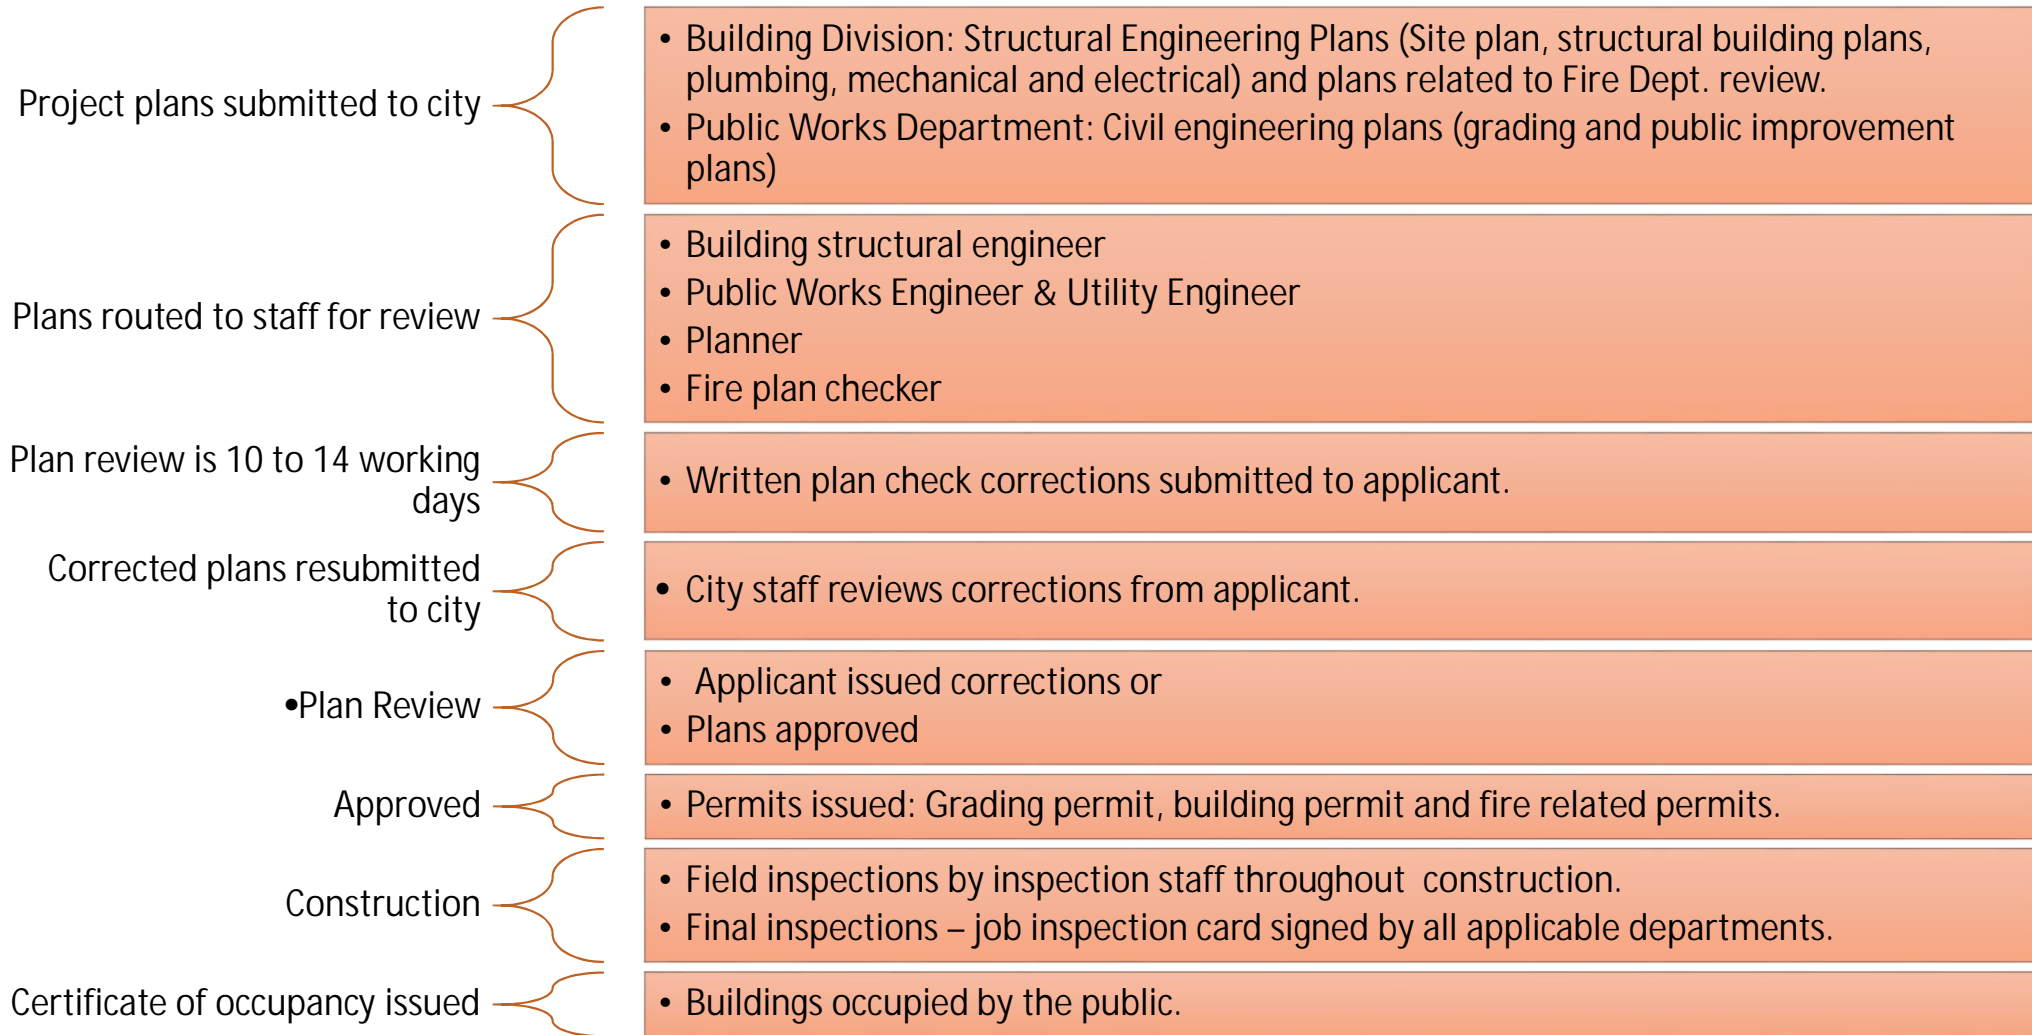 Project plans submitted to city
• Building Division: Structural Engineering Plans (Site plan, structural building plans,
plumbing, mechanical and electrical) and plans related to Fire Dept. review.
• Public Works Department: Civil engineering plans (grading and public improvement
plans)
Plans routed to staff for review
• Building structural engineer
• Public Works Engineer & Utility Engineer
• Planner
• Fire plan checker
Plan review is 10 to 14 working
days
• Written plan check corrections submitted to applicant.
Corrected plans resubmitted
to city
• City staff reviews corrections from applicant.
•Plan Review
• Applicant issued corrections or
• Plans approved
Approved
• Permits issued: Grading permit, building permit and fire related permits.
Construction
• Field inspections by inspection staff throughout construction.
• Final inspections – job inspection card signed by all applicable departments.
Certificate of occupancy issued
• Buildings occupied by the public.